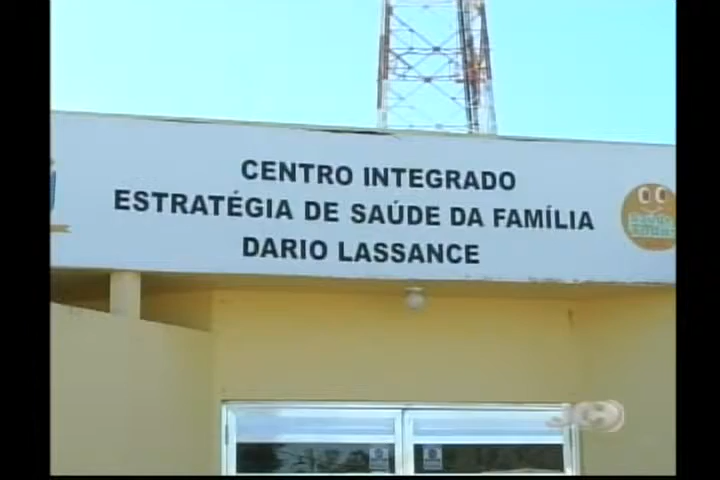 CENTRO INTEGRADO
ESTRATÉGIA DE SAÚDE DA FAMÍLIA
DARIO LASSANCE